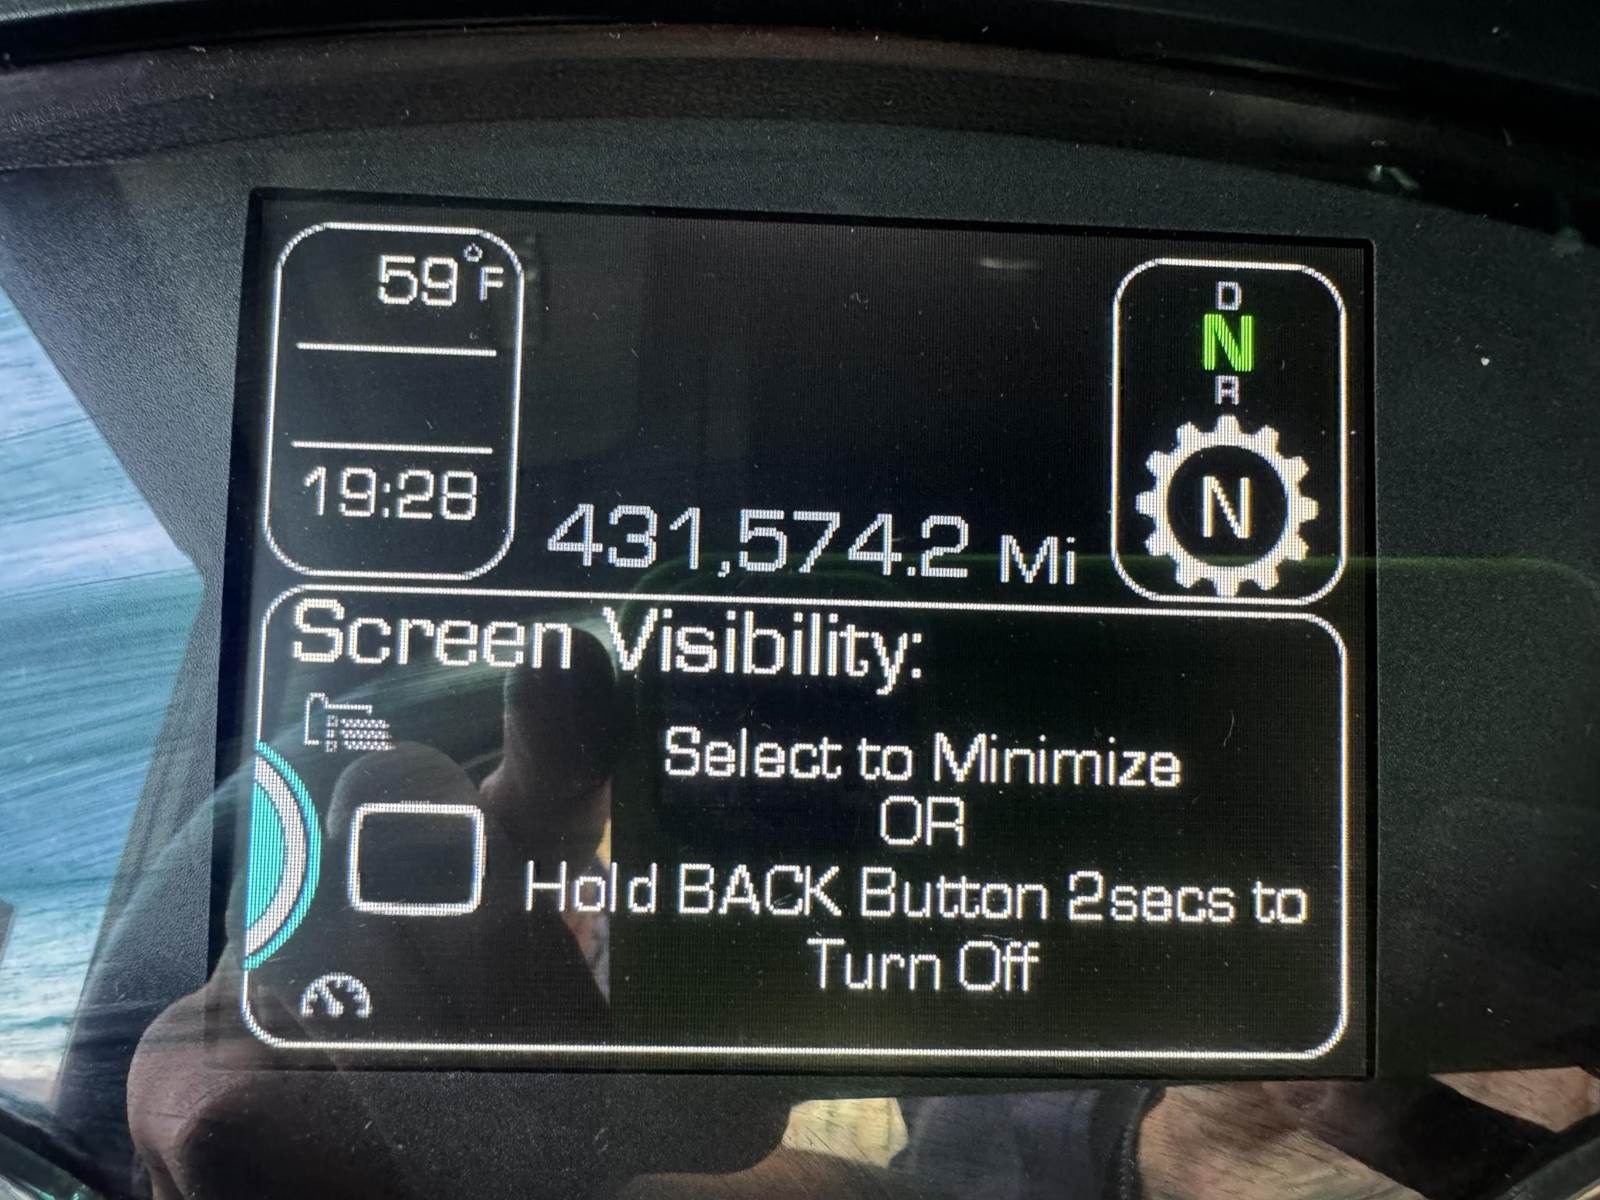 59°F
19:28
431,574.2 Mi
D
N
R
N
Screen Visibility:
Select to Minimize
OR
Hold BACK Button 2secs to
Turn Off